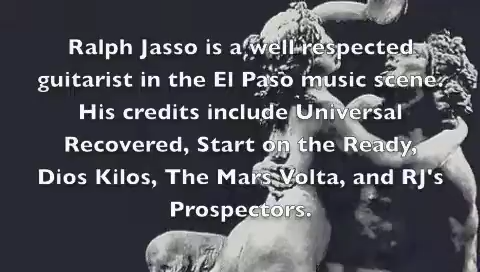 Ralph Jasso is a well respected
guitarist in the El Paso music scene.
His credits include Universal
Recovered, Start on the Ready,
Dios Kilos, The Mars Volta, and RJ's
Prospectors.